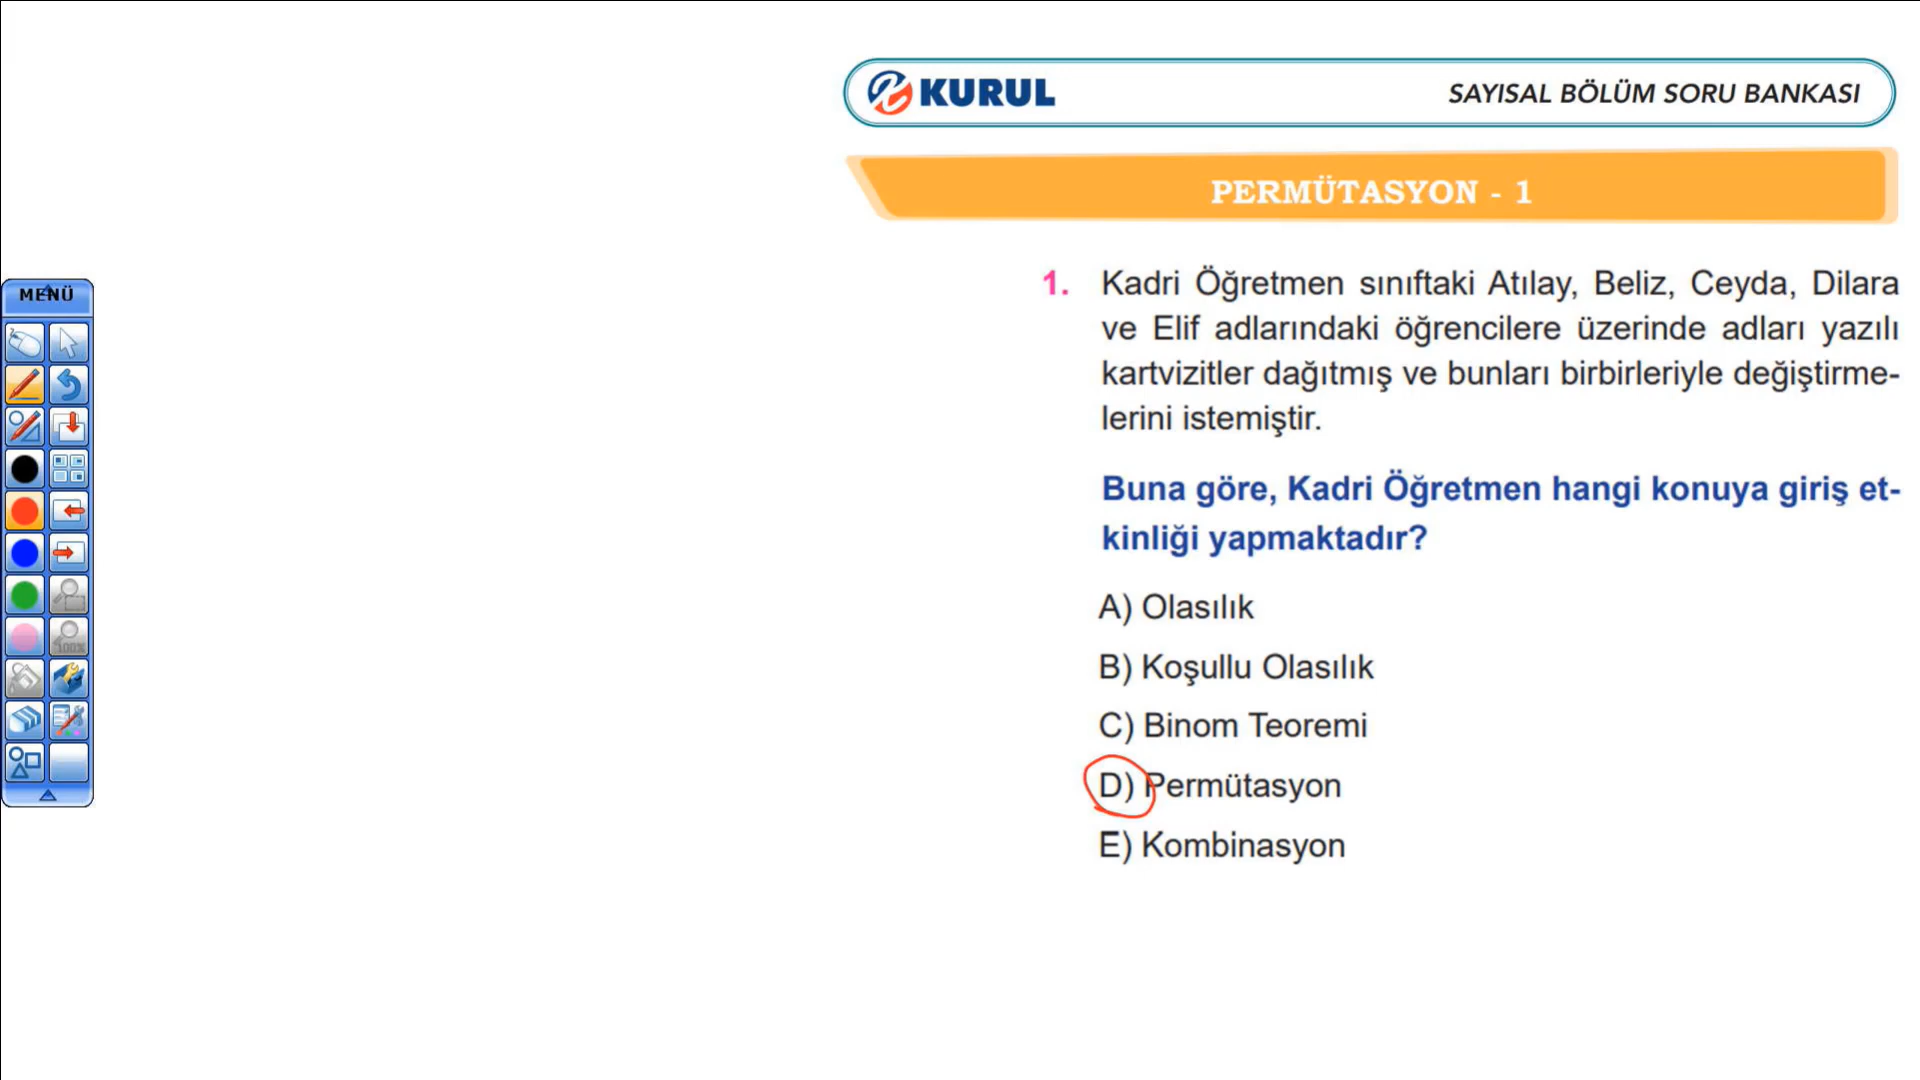 KURUL
SAYISAL BÖLÜM SORU BANKASI
PERMÜTASYON - 1
MENÜ
1. Kadri Öğretmen sınıftaki Atılay, Beliz, Ceyda, Dilara
ve Elif adlarındaki öğrencilere üzerinde adları yazılı
kartvizitler dağıtmış ve bunları birbirleriyle değiştirme-
lerini istemiştir.
Buna göre, Kadri Öğretmen hangi konuya giriş et-
kinliği yapmaktadır?
A) Olasılık
B) Koşullu Olasılık
C) Binom Teoremi
D) Permütasyon
E) Kombinasyon
100%